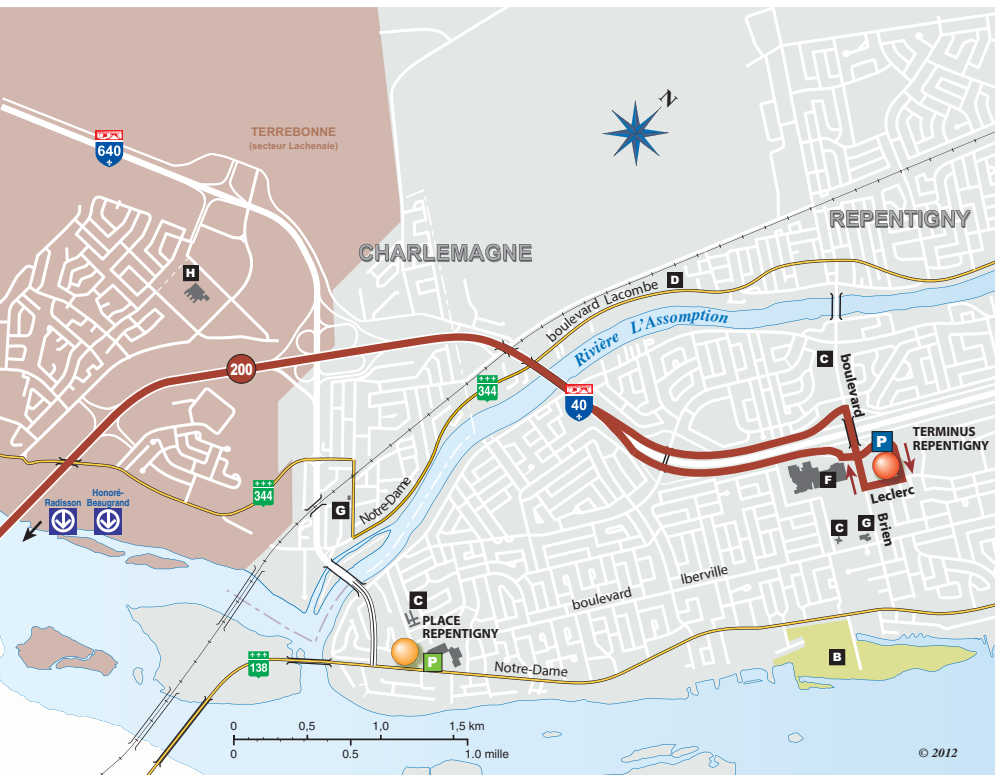 TERREBONNE
(secteur Lachenaie)
640
N
REPENTIGNY
CHARLEMAGNE
H
D
boulevard Lacombe
Rivière L'Assomption
200
344
40
C
boulevard
P
TERMINUS
REPENTIGNY
F
Leclerc
344
Notre-Dame
G
Radisson
Honoré-
Beaugrand
C
G
Brien
boulevard Iberville
C
PLACE
REPENTIGNY
P
138
Notre-Dame
B
0 0,5 1,0 1,5 km
0 0.5 1.0 mille
© 2012